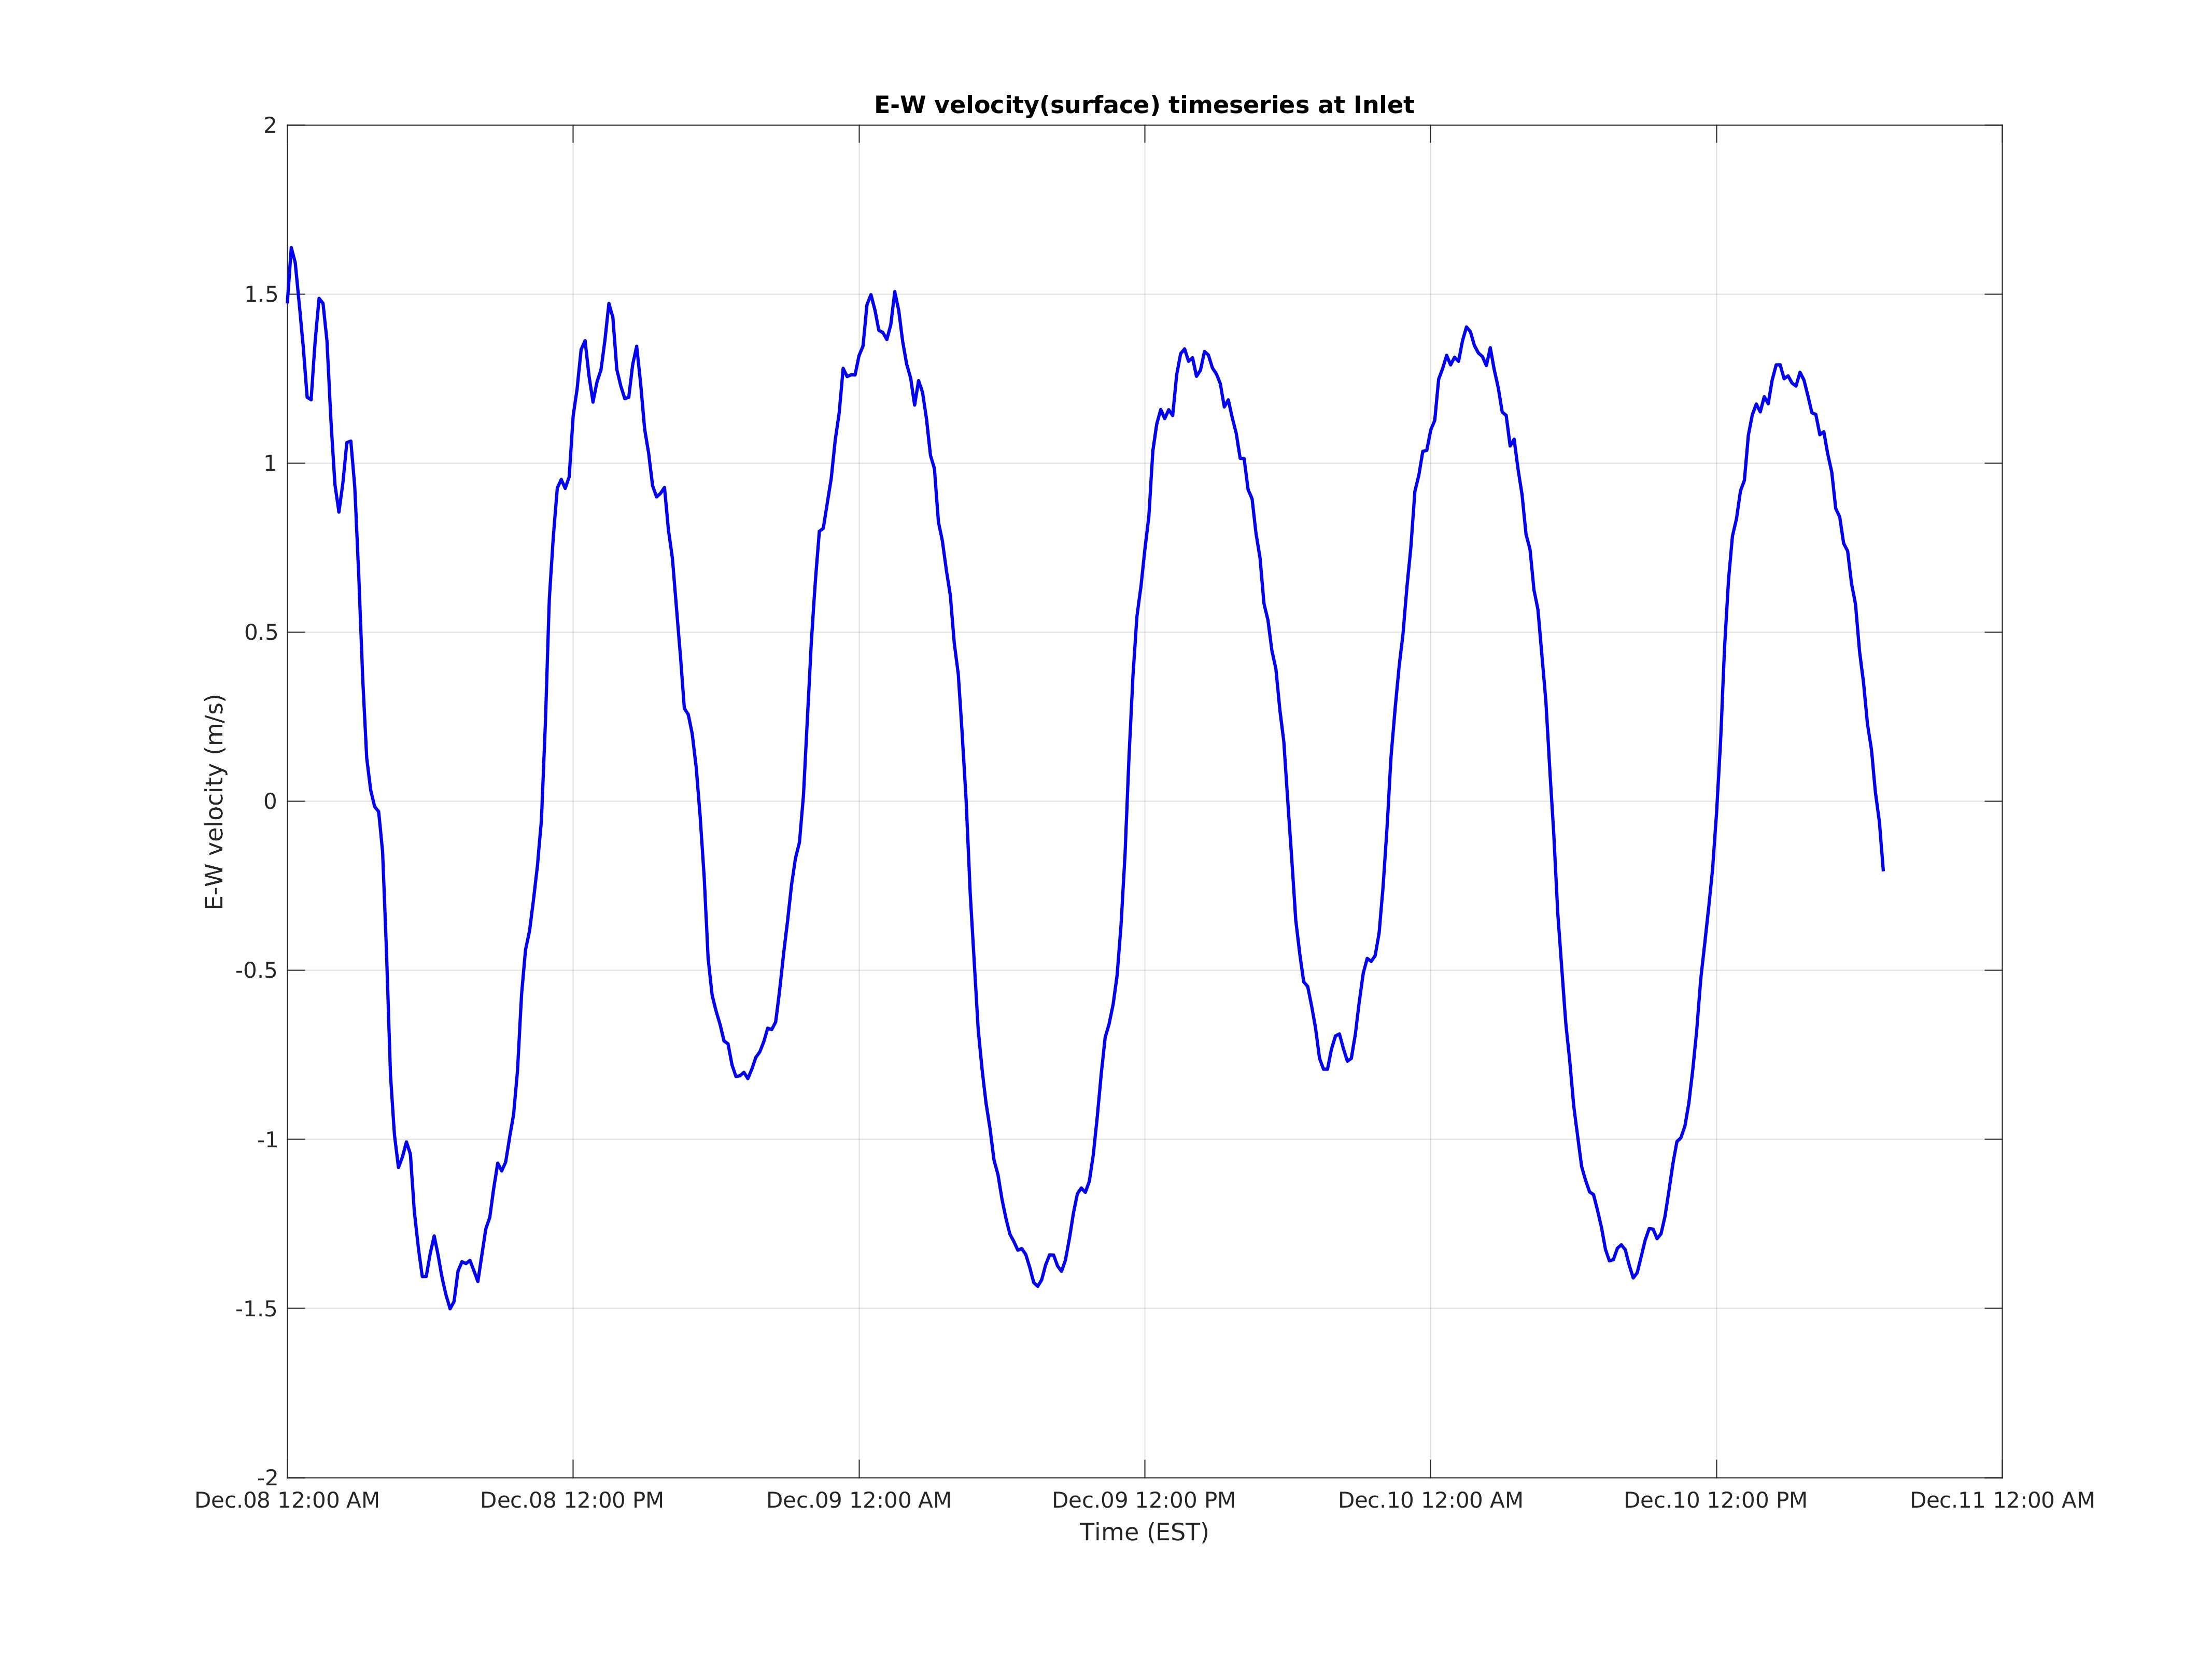 E-W velocity(surface) timeseries at Inlet
2
1.5
1
0.5
0
-0.5
-1
-1.5
-2
E-W velocity (m/s)
Dec.08 12:00 AM Dec.08 12:00 PM Dec.09 12:00 AM Dec.09 12:00 PM Dec.10 12:00 AM Dec.10 12:00 PM Dec.11 12:00 AM
Time (EST)